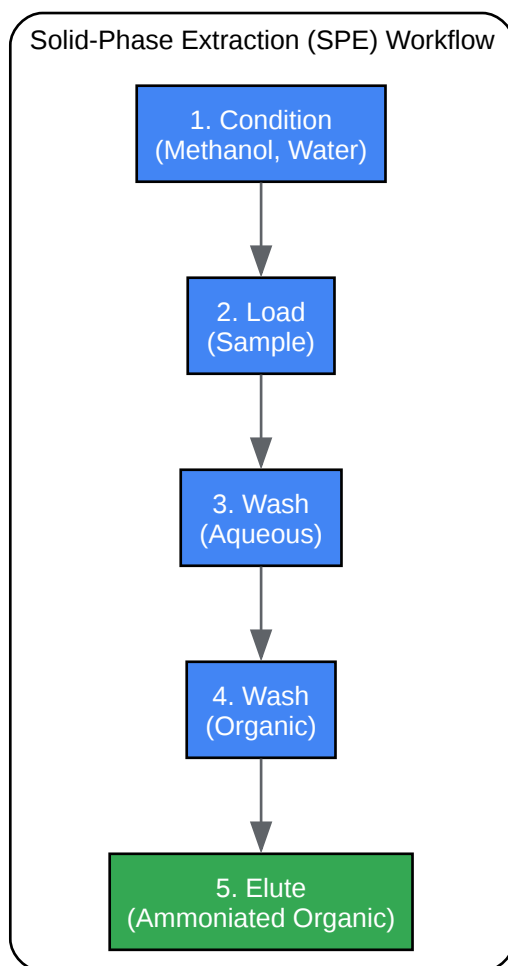 Solid-Phase Extraction (SPE) Workflow
1. Condition
(Methanol, Water)
2. Load
(Sample)
3. Wash
(Aqueous)
4. Wash
(Organic)
5. Elute
(Ammoniated Organic)